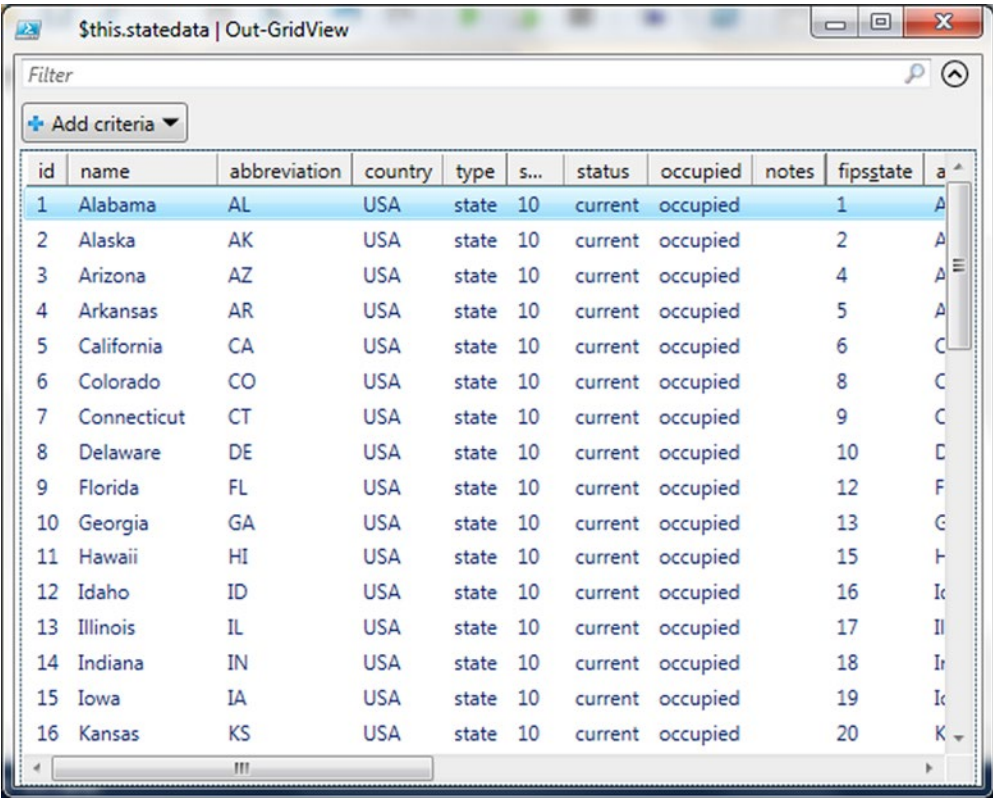 $this.statedata | Out-GridView
Filter
Add criteria
id name abbreviation country type s... status occupied notes fipsstate a
1 Alabama AL USA state 10 current occupied 1 A
2 Alaska AK USA state 10 current occupied 2 A
3 Arizona AZ USA state 10 current occupied 4 A
4 Arkansas AR USA state 10 current occupied 5 A
5 California CA USA state 10 current occupied 6 C
6 Colorado CO USA state 10 current occupied 8 C
7 Connecticut CT USA state 10 current occupied 9 C
8 Delaware DE USA state 10 current occupied 10 D
9 Florida FL USA state 10 current occupied 12 F
10 Georgia GA USA state 10 current occupied 13 G
11 Hawaii HI USA state 10 current occupied 15 H
12 Idaho ID USA state 10 current occupied 16 Id
13 Illinois IL USA state 10 current occupied 17 Il
14 Indiana IN USA state 10 current occupied 18 In
15 Iowa IA USA state 10 current occupied 19 Io
16 Kansas KS USA state 10 current occupied 20 K